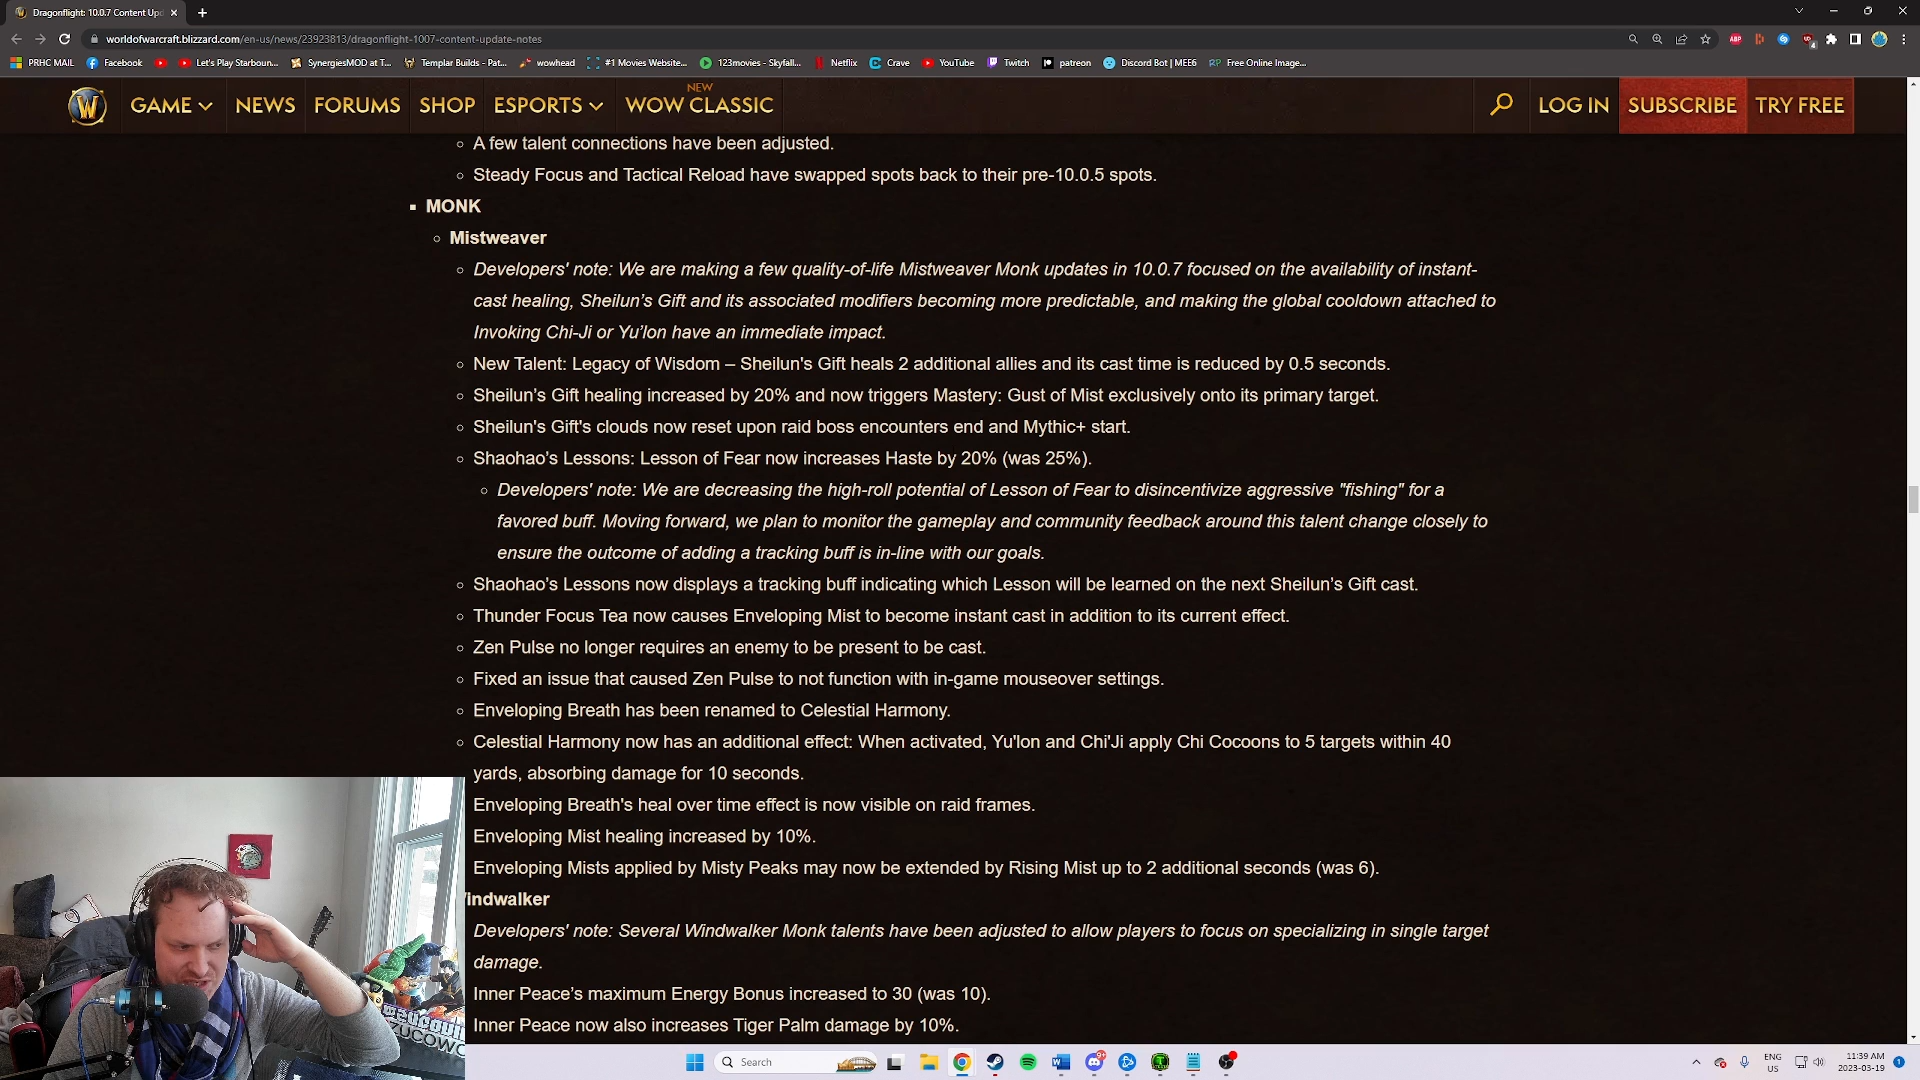 Dragonflight: 10.0.7 Content Upd
worldofwarcraft.blizzard.com/en-us/news/23923813/dragonflight-1007-content-update-notes
PRHC MAIL Facebook Let's Play Starboun... SynergiesMOD at T... Templar Builds - Pat... wowhead #1 Movies Website... 123movies - Skyfall... Netflix Crave YouTube Twitch patreon Discord Bot | MEE6 Free Online Image...
NEW
GAME NEWS FORUMS SHOP ESPORTS WOW CLASSIC LOG IN SUBSCRIBE TRY FREE
A few talent connections have been adjusted.
Steady Focus and Tactical Reload have swapped spots back to their pre-10.0.5 spots.
MONK
Mistweaver
Developers' note: We are making a few quality-of-life Mistweaver Monk updates in 10.0.7 focused on the availability of instant-
cast healing, Sheilun’s Gift and its associated modifiers becoming more predictable, and making the global cooldown attached to
Invoking Chi-Ji or Yu’lon have an immediate impact.
New Talent: Legacy of Wisdom – Sheilun's Gift heals 2 additional allies and its cast time is reduced by 0.5 seconds.
Sheilun’s Gift healing increased by 20% and now triggers Mastery: Gust of Mist exclusively onto its primary target.
Sheilun's Gift's clouds now reset upon raid boss encounters end and Mythic+ start.
Shaohao’s Lessons: Lesson of Fear now increases Haste by 20% (was 25%).
Developers' note: We are decreasing the high-roll potential of Lesson of Fear to disincentivize aggressive "fishing" for a
favored buff. Moving forward, we plan to monitor the gameplay and community feedback around this talent change closely to
ensure the outcome of adding a tracking buff is in-line with our goals.
Shaohao’s Lessons now displays a tracking buff indicating which Lesson will be learned on the next Sheilun’s Gift cast.
Thunder Focus Tea now causes Enveloping Mist to become instant cast in addition to its current effect.
Zen Pulse no longer requires an enemy to be present to be cast.
Fixed an issue that caused Zen Pulse to not function with in-game mouseover settings.
Enveloping Breath has been renamed to Celestial Harmony.
Celestial Harmony now has an additional effect: When activated, Yu'lon and Chi'Ji apply Chi Cocoons to 5 targets within 40
yards, absorbing damage for 10 seconds.
Enveloping Breath's heal over time effect is now visible on raid frames.
Enveloping Mist healing increased by 10%.
Enveloping Mists applied by Misty Peaks may now be extended by Rising Mist up to 2 additional seconds (was 6).
indwalker
Developers' note: Several Windwalker Monk talents have been adjusted to allow players to focus on specializing in single target
damage.
Inner Peace’s maximum Energy Bonus increased to 30 (was 10).
Inner Peace now also increases Tiger Palm damage by 10%.
Search
ENG
US
11:39 AM
2023-03-19